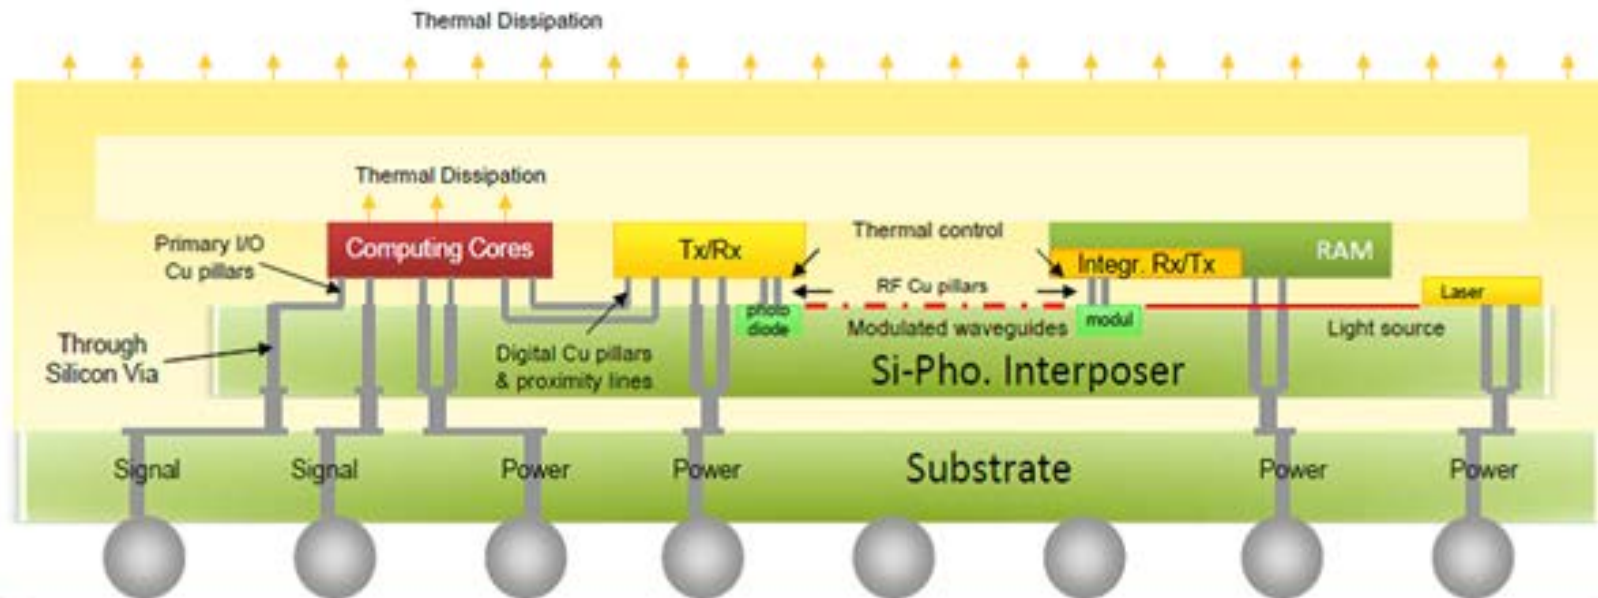 Thermal Dissipation
Thermal Dissipation
Primary I/O
Cu pillars
Computing Cores
Tx/Rx
Thermal control
RF Cu pillars
Integr. Rx/Tx
RAM
Laser
photo
diode
Modulated waveguides
modul
Light source
Through
Silicon Via
Digital Cu pillars
& proximity lines
Si-Pho. Interposer
Signal
Signal
Power
Power
Substrate
Power
Power